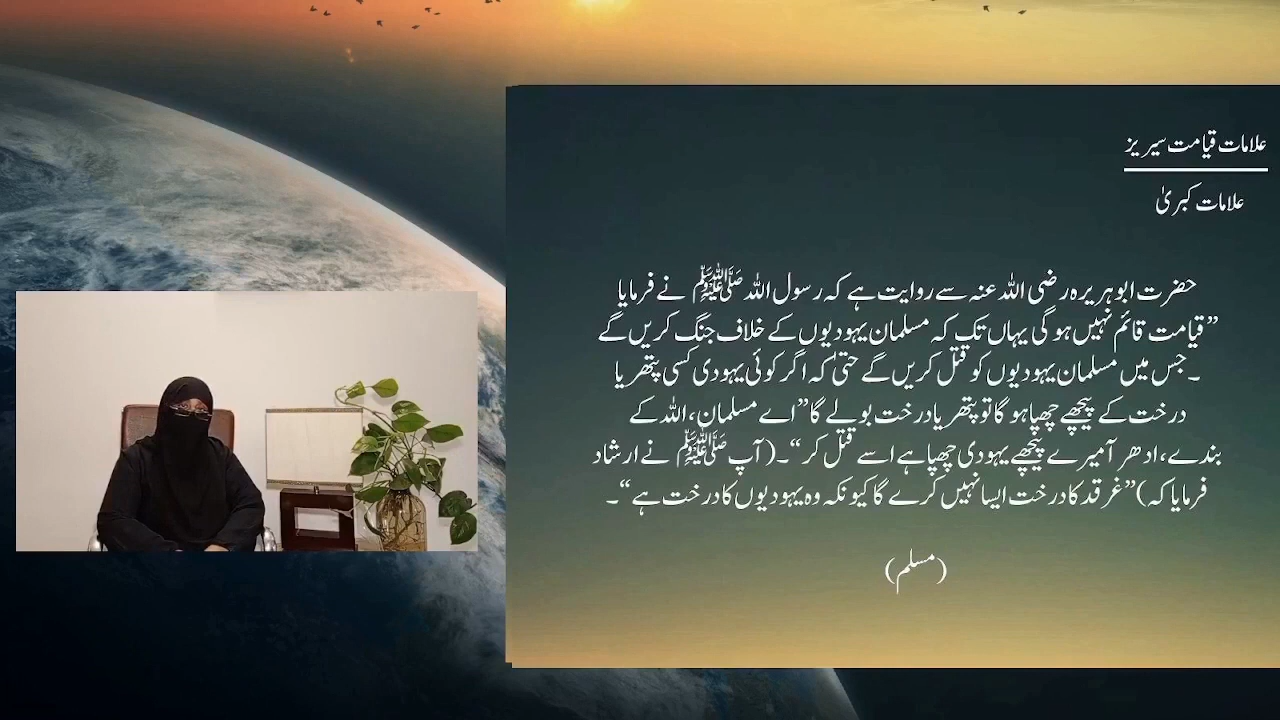 علامات قیامت سیریز
علامات کبریٰ
حضرت ابو ہریرہ رضی اللہ عنہ سے روایت ہے کہ رسول اللہ ﷺ نے فرمایا
”قیامت قائم نہیں ہو گی یہاں تک کہ مسلمان یہودیوں کے خلاف جنگ کریں گے
۔جس میں مسلمان یہودیوں کو قتل کریں گے حتیٰ کہ اگر کوئی یہودی کسی پتھر یا
درخت کے پیچھے چھپا ہو گا تو پتھر یا درخت بولے گا”اے مسلمان،اللہ کے
بندے،ادھر آ میرے پیچھے یہودی چھپا ہے اسے قتل کر“۔(آپ ﷺ نے ارشاد
فرمایا کہ)”غرقد کا درخت ایسا نہیں کرے گا کیونکہ وہ یہودیوں کا درخت ہے“۔
(مسلم)